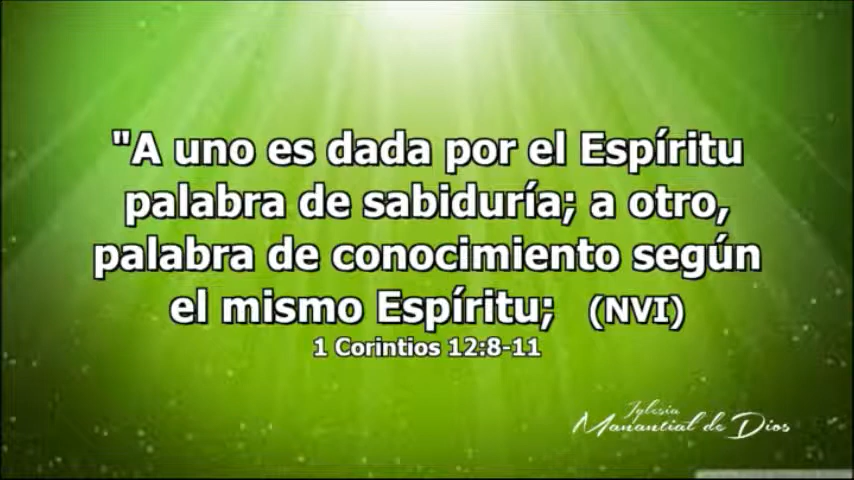 "A uno es dada por el Espíritu
palabra de sabiduría; a otro,
palabra de conocimiento según
el mismo Espíritu; (NVI)
1 Corintios 12:8-11
Iglesia
Manantial de Dios